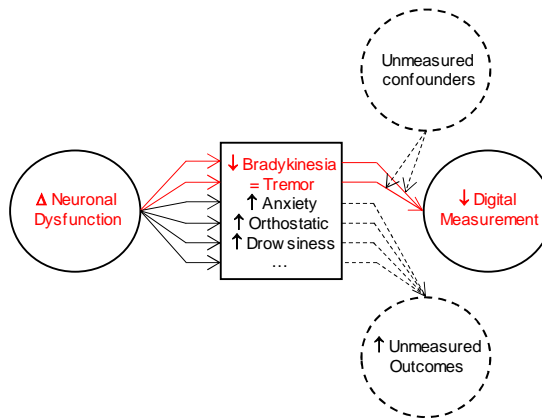 Unmeasured
confounders
↓ Bradykinesia
= Tremor
↑ Anxiety
↑ Orthostatic
↑ Drowsiness
...
Δ Neuronal
Dysfunction
↓ Digital
Measurement
↑ Unmeasured
Outcomes